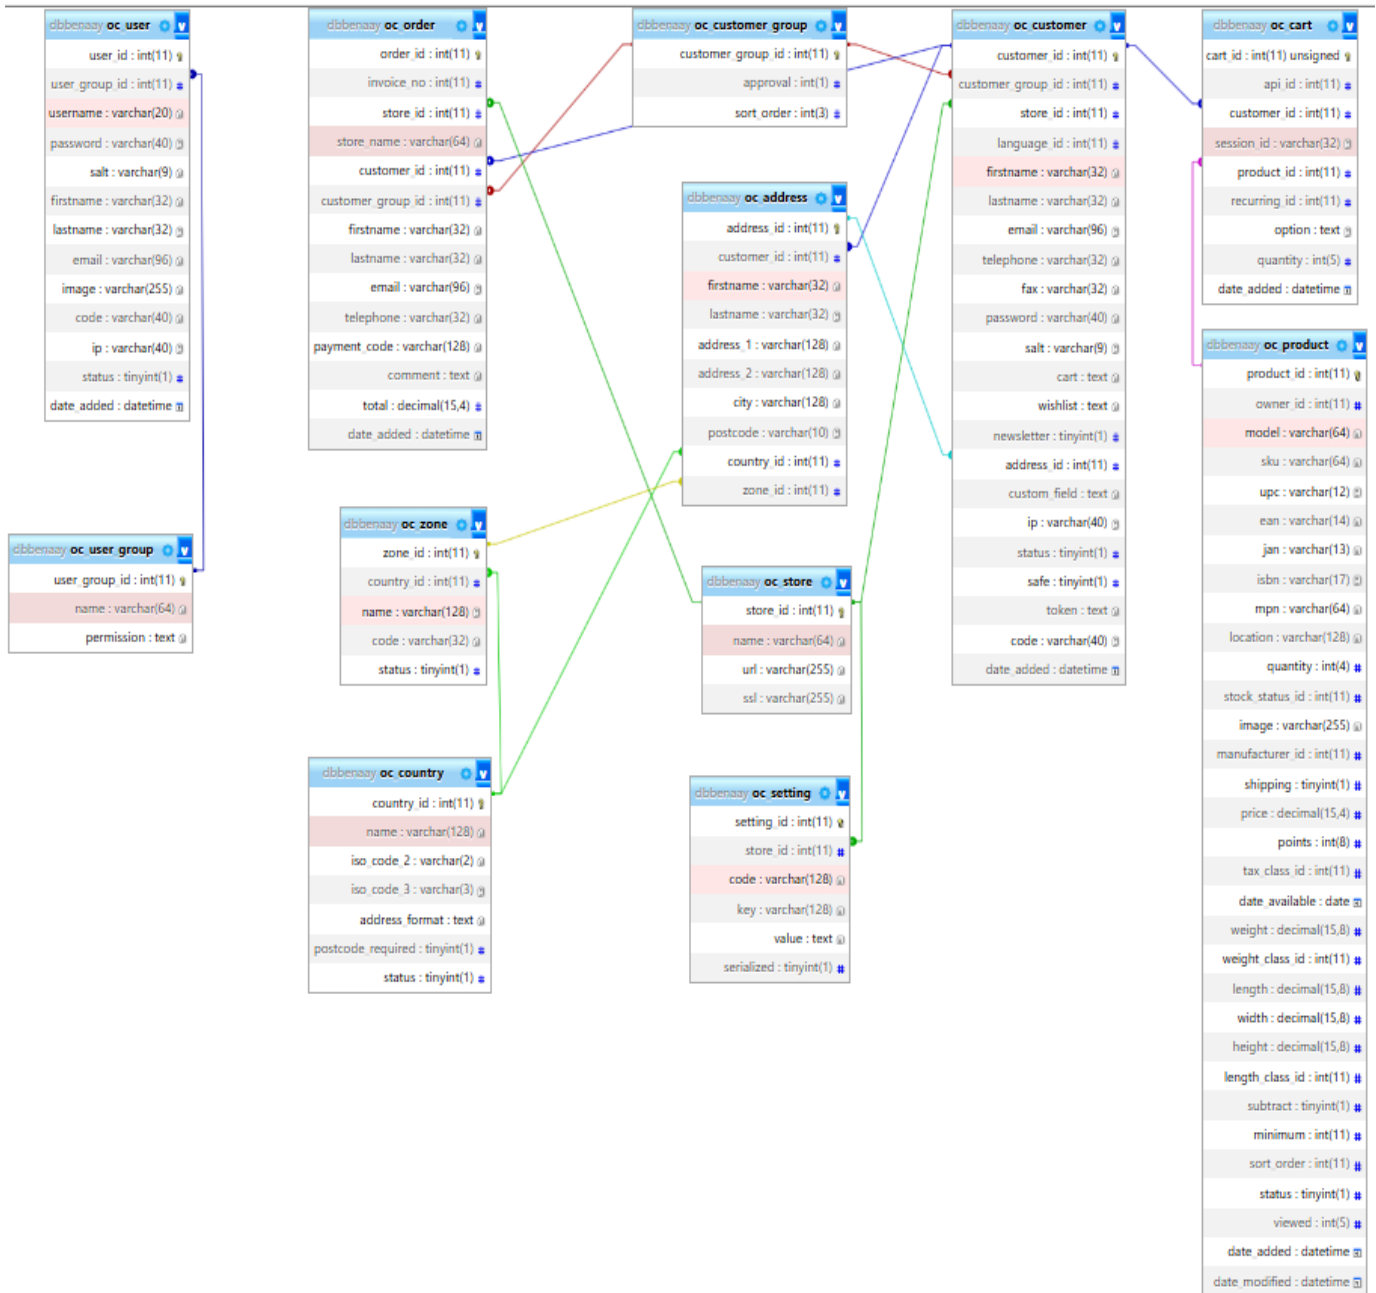 dbbenaay oc_user
user_id : int(11)
user_group_id : int(11)
username : varchar(20)
password : varchar(40)
salt : varchar(9)
firstname : varchar(32)
lastname : varchar(32)
email : varchar(96)
image : varchar(255)
code : varchar(40)
ip : varchar(40)
status : tinyint(1)
date_added : datetime
dbbenaay oc_user_group
user_group_id : int(11)
name : varchar(64)
permission : text
dbbenaay oc_order
order_id : int(11)
invoice_no : int(11)
store_id : int(11)
store_name : varchar(64)
customer_id : int(11)
customer_group_id : int(11)
firstname : varchar(32)
lastname : varchar(32)
email : varchar(96)
telephone : varchar(32)
payment_code : varchar(128)
comment : text
total : decimal(15,4)
date_added : datetime
dbbenaay oc_zone
zone_id : int(11)
country_id : int(11)
name : varchar(128)
code : varchar(32)
status : tinyint(1)
dbbenaay oc_country
country_id : int(11)
name : varchar(128)
iso_code_2 : varchar(2)
iso_code_3 : varchar(3)
address_format : text
postcode_required : tinyint(1)
status : tinyint(1)
dbbenaay oc_customer_group
customer_group_id : int(11)
approval : int(1)
sort_order : int(3)
dbbenaay oc_address
address_id : int(11)
customer_id : int(11)
firstname : varchar(32)
lastname : varchar(32)
address_1 : varchar(128)
address_2 : varchar(128)
city : varchar(128)
postcode : varchar(10)
country_id : int(11)
zone_id : int(11)
dbbenaay oc_store
store_id : int(11)
name : varchar(64)
url : varchar(255)
ssl : varchar(255)
dbbenaay oc_setting
setting_id : int(11)
store_id : int(11)
code : varchar(128)
key : varchar(128)
value : text
serialized : tinyint(1)
dbbenaay oc_customer
customer_id : int(11)
customer_group_id : int(11)
store_id : int(11)
language_id : int(11)
firstname : varchar(32)
lastname : varchar(32)
email : varchar(96)
telephone : varchar(32)
fax : varchar(32)
password : varchar(40)
salt : varchar(9)
cart : text
wishlist : text
newsletter : tinyint(1)
address_id : int(11)
custom_field : text
ip : varchar(40)
status : tinyint(1)
safe : tinyint(1)
token : text
code : varchar(40)
date_added : datetime
dbbenaay oc_cart
cart_id : int(11) unsigned
api_id : int(11)
customer_id : int(11)
session_id : varchar(32)
product_id : int(11)
recurring_id : int(11)
option : text
quantity : int(5)
date_added : datetime
dbbenaay oc_product
product_id : int(11)
owner_id : int(11)
model : varchar(64)
sku : varchar(64)
upc : varchar(12)
ean : varchar(14)
jan : varchar(13)
isbn : varchar(17)
mpn : varchar(64)
location : varchar(128)
quantity : int(4)
stock_status_id : int(11)
image : varchar(255)
manufacturer_id : int(11)
shipping : tinyint(1)
price : decimal(15,4)
points : int(8)
tax_class_id : int(11)
date_available : date
weight : decimal(15,8)
weight_class_id : int(11)
length : decimal(15,8)
width : decimal(15,8)
height : decimal(15,8)
length_class_id : int(11)
subtract : tinyint(1)
minimum : int(11)
sort_order : int(11)
status : tinyint(1)
viewed : int(5)
date_added : datetime
date_modified : datetime